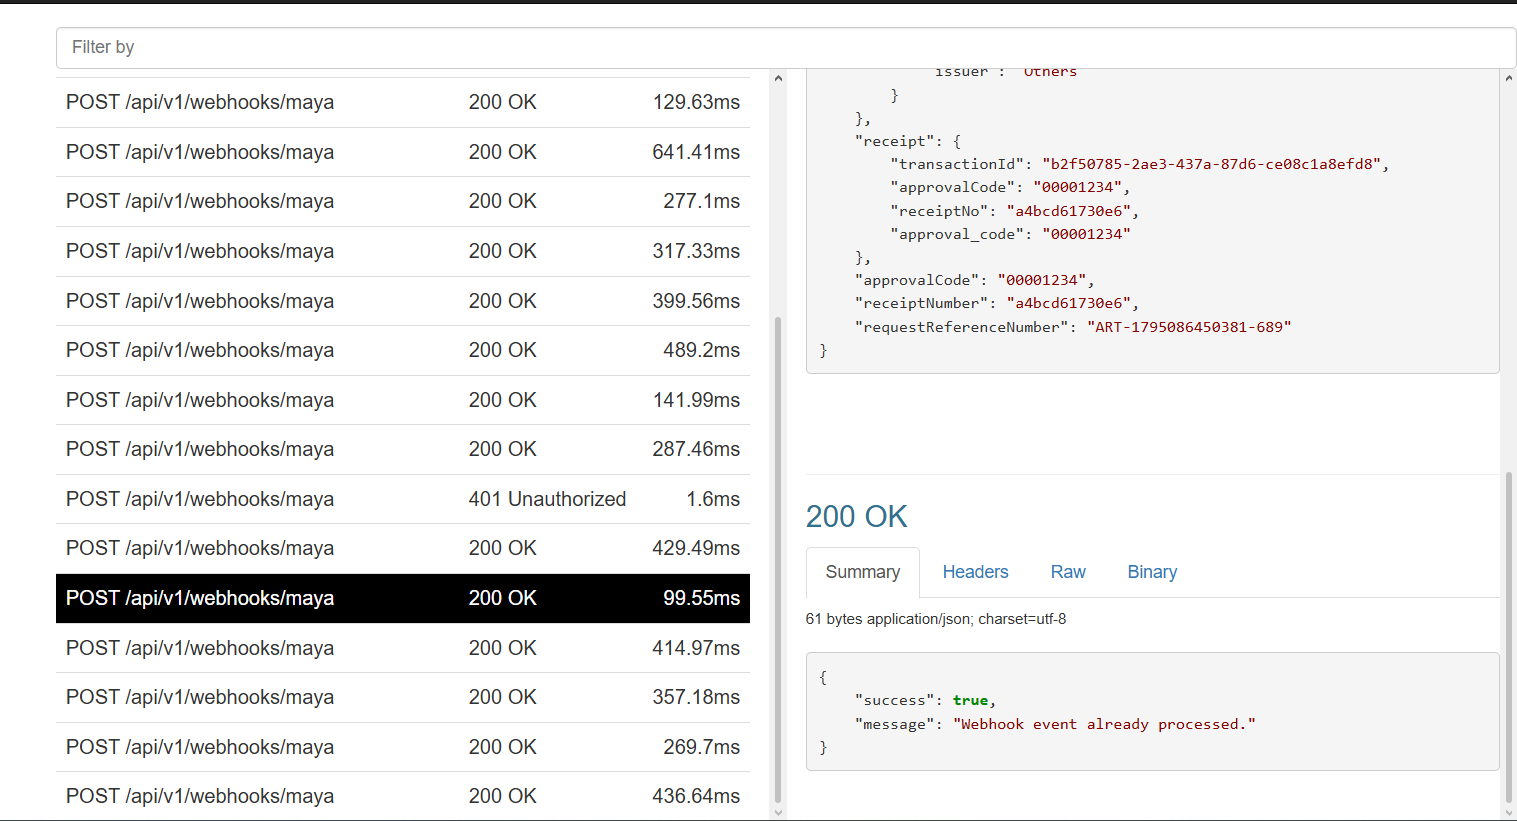 Filter by
POST /api/v1/webhooks/maya 200 OK 129.63ms
POST /api/v1/webhooks/maya 200 OK 641.41ms
POST /api/v1/webhooks/maya 200 OK 277.1ms
POST /api/v1/webhooks/maya 200 OK 317.33ms
POST /api/v1/webhooks/maya 200 OK 399.56ms
POST /api/v1/webhooks/maya 200 OK 489.2ms
POST /api/v1/webhooks/maya 200 OK 141.99ms
POST /api/v1/webhooks/maya 200 OK 287.46ms
POST /api/v1/webhooks/maya 401 Unauthorized 1.6ms
POST /api/v1/webhooks/maya 200 OK 429.49ms
POST /api/v1/webhooks/maya 200 OK 99.55ms
POST /api/v1/webhooks/maya 200 OK 414.97ms
POST /api/v1/webhooks/maya 200 OK 357.18ms
POST /api/v1/webhooks/maya 200 OK 269.7ms
POST /api/v1/webhooks/maya 200 OK 436.64ms
issuer : Others
}
},
"receipt": {
"transactionId": "b2f50785-2ae3-437a-87d6-ce08c1a8efd8",
"approvalCode": "00001234",
"receiptNo": "a4bcd61730e6",
"approval_code": "00001234"
},
"approvalCode": "00001234",
"receiptNumber": "a4bcd61730e6",
"requestReferenceNumber": "ART-1795086450381-689"
}
200 OK
Summary Headers Raw Binary
61 bytes application/json; charset=utf-8
{
"success": true,
"message": "Webhook event already processed."
}